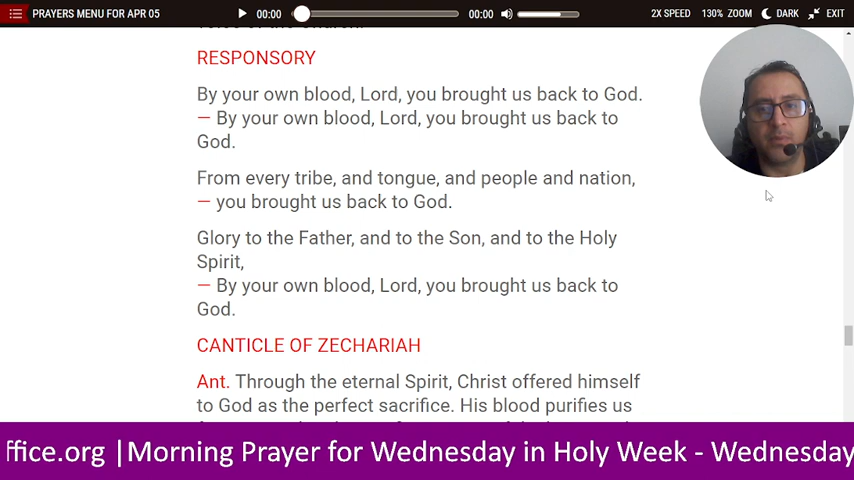 PRAYERS MENU FOR APR 05
00:00
00:00
2X SPEED
130% ZOOM
DARK
EXIT
RESPONSORY
By your own blood, Lord, you brought us back to God.
— By your own blood, Lord, you brought us back to
God.
From every tribe, and tongue, and people and nation,
— you brought us back to God.
Glory to the Father, and to the Son, and to the Holy
Spirit,
— By your own blood, Lord, you brought us back to
God.
CANTICLE OF ZECHARIAH
Ant. Through the eternal Spirit, Christ offered himself
to God as the perfect sacrifice. His blood purifies us
ffice.org |Morning Prayer for Wednesday in Holy Week - Wednesday